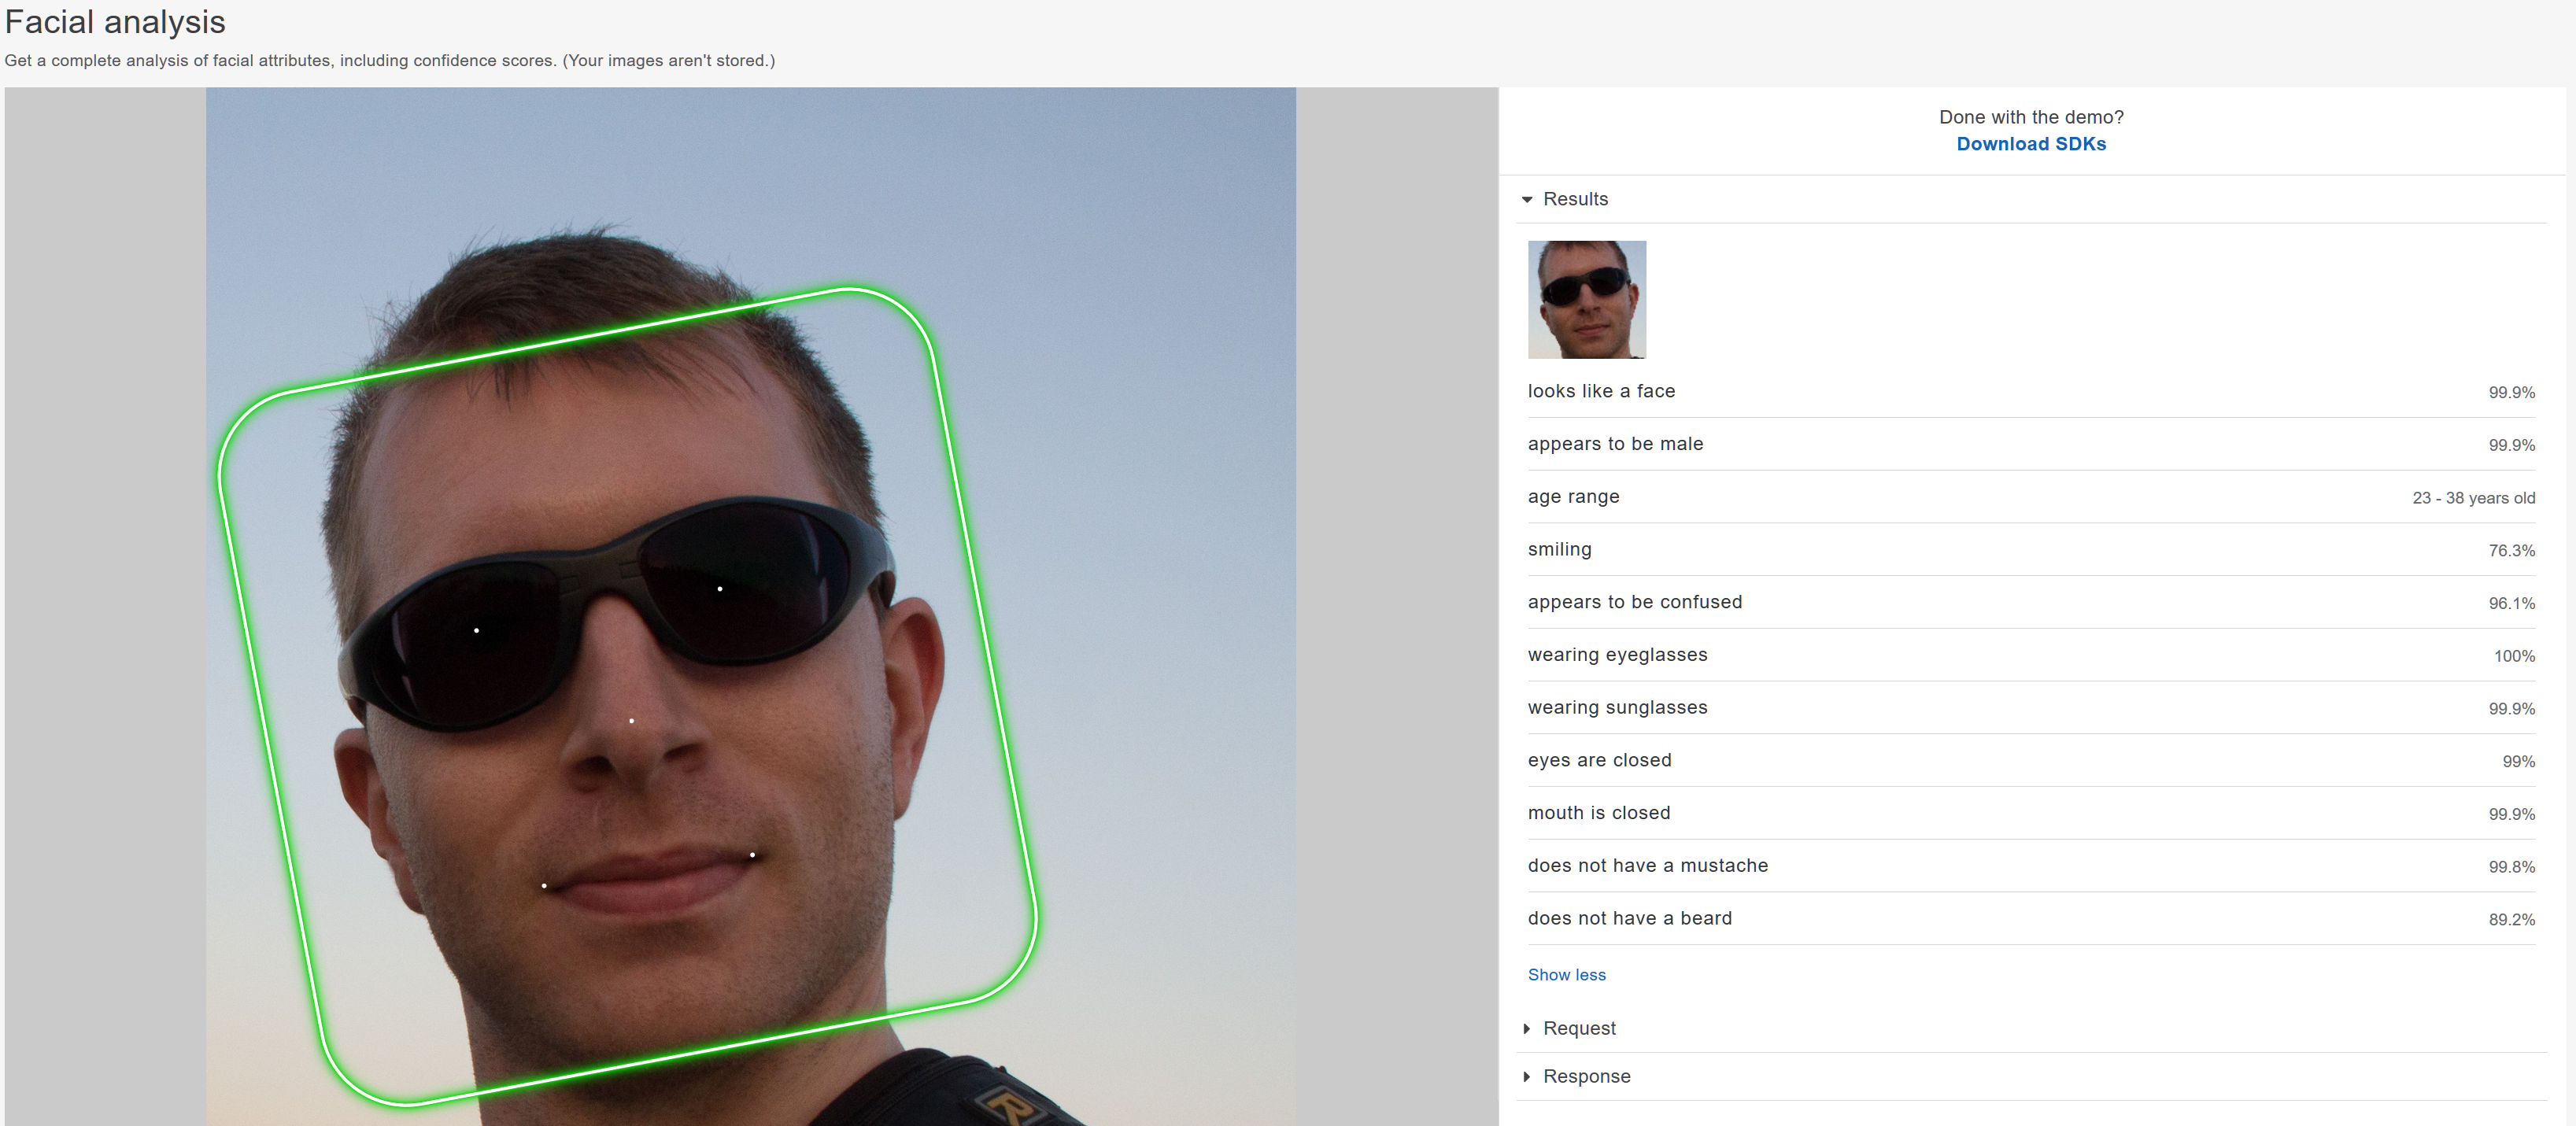 Facial analysis
Get a complete analysis of facial attributes, including confidence scores. (Your images aren't stored.)
Done with the demo?
Download SDKs
Results
looks like a face 99.9%
appears to be male 99.9%
age range 23 - 38 years old
smiling 76.3%
appears to be confused 96.1%
wearing eyeglasses 100%
wearing sunglasses 99.9%
eyes are closed 99%
mouth is closed 99.9%
does not have a mustache 99.8%
does not have a beard 89.2%
Show less
Request
Response
R